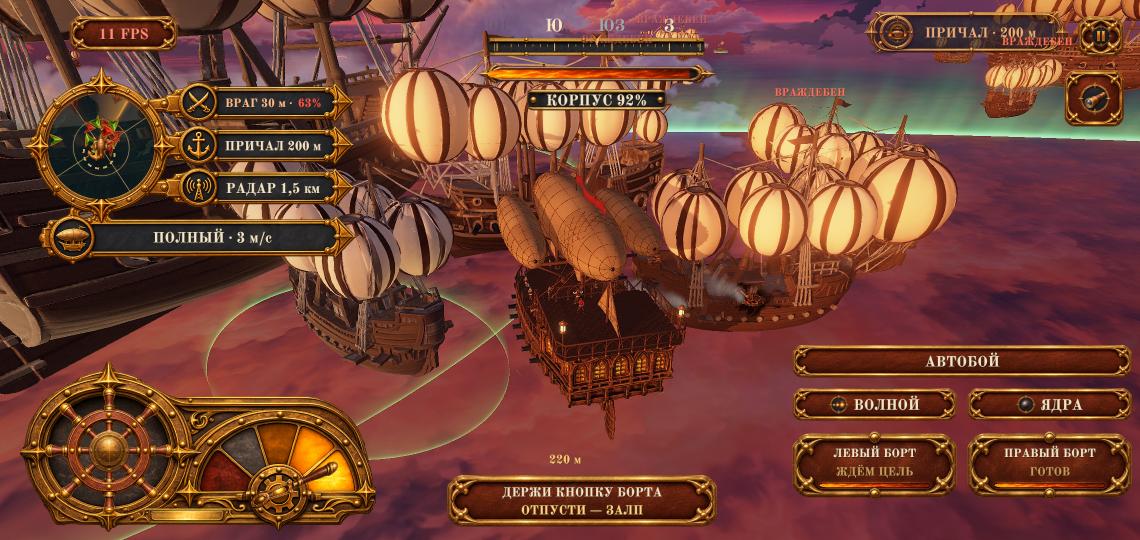 11 FPS
Ю ЮЗ З
ВРАЖДЕБЕН
ПРИЧАЛ · 200 м
ВРАЖДЕБЕН
ВРАГ 30 м · 63%
КОРПУС 92%
ВРАЖДЕБЕН
ПРИЧАЛ 200 м
РАДАР 1,5 км
ПОЛНЫЙ · 3 м/с
АВТОБОЙ
ВОЛНОЙ
ЯДРА
ЛЕВЫЙ БОРТ
ЖДЁМ ЦЕЛЬ
ПРАВЫЙ БОРТ
ГОТОВ
220 м
ДЕРЖИ КНОПКУ БОРТА
ОТПУСТИ — ЗАЛП